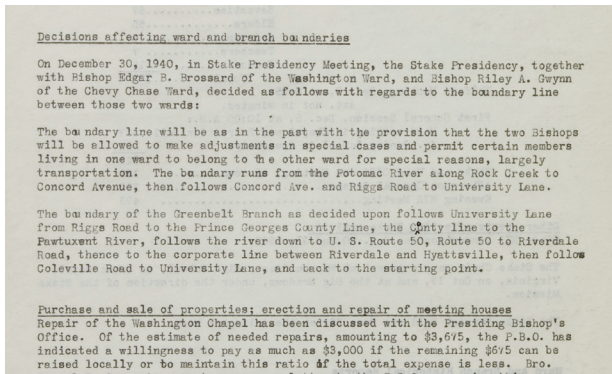 Decisions affecting ward and branch boundaries
On December 30, 1940, in Stake Presidency Meeting, the Stake Presidency, together
with Bishop Edgar B. Brossard of the Washington Ward, and Bishop Riley A. Gwynn
of the Chevy Chase Ward, decided as follows with regards to the boundary line
between those two wards:
The boundary line will be as in the past with the provision that the two Bishops
will be allowed to make adjustments in special cases and permit certain members
living in one ward to belong to the other ward for special reasons, largely
transportation. The boundary runs from the Potomac River along Rock Creek to
Concord Avenue, then follows Concord Ave. and Riggs Road to University Lane.
The boundary of the Greenbelt Branch as decided upon follows University Lane
from Riggs Road to the Prince Georges County Line, the Conty line to the
Pawtuxent River, follows the river down to U. S. Route 50, Route 50 to Riverdale
Road, thence to the corporate line between Riverdale and Hyattsville, then follows
Coleville Road to University Lane, and back to the starting point.
Purchase and sale of properties; erection and repair of meeting houses
Repair of the Washington Chapel has been discussed with the Presiding Bishop's
Office. Of the estimate of needed repairs, amounting to $3,675, the P.B.O. has
indicated a willingness to pay as much as $3,000 if the remaining $675 can be
raised locally or to maintain this ratio if the total expense is less. Bro.